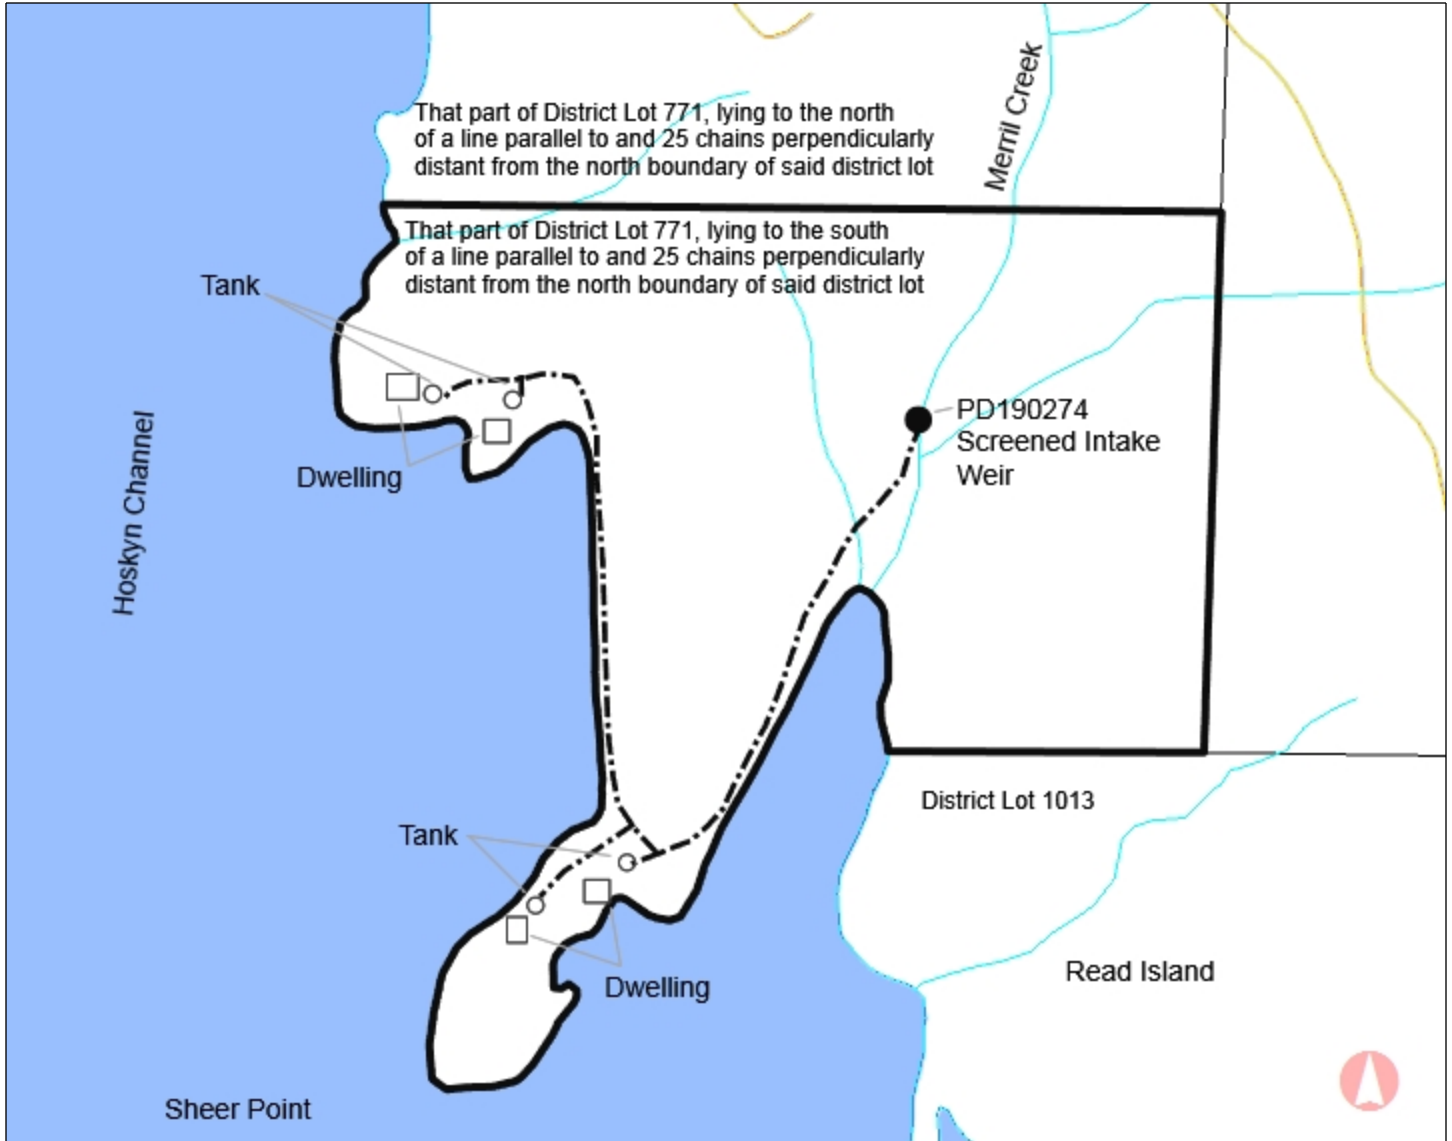 That part of District Lot 771, lying to the north
of a line parallel to and 25 chains perpendicularly
distant from the north boundary of said district lot
Merril Creek
That part of District Lot 771, lying to the south
of a line parallel to and 25 chains perpendicularly
distant from the north boundary of said district lot
Tank
PD190274
Screened Intake
Weir
Dwelling
Hoskyn Channel
District Lot 1013
Tank
Read Island
Dwelling
Sheer Point